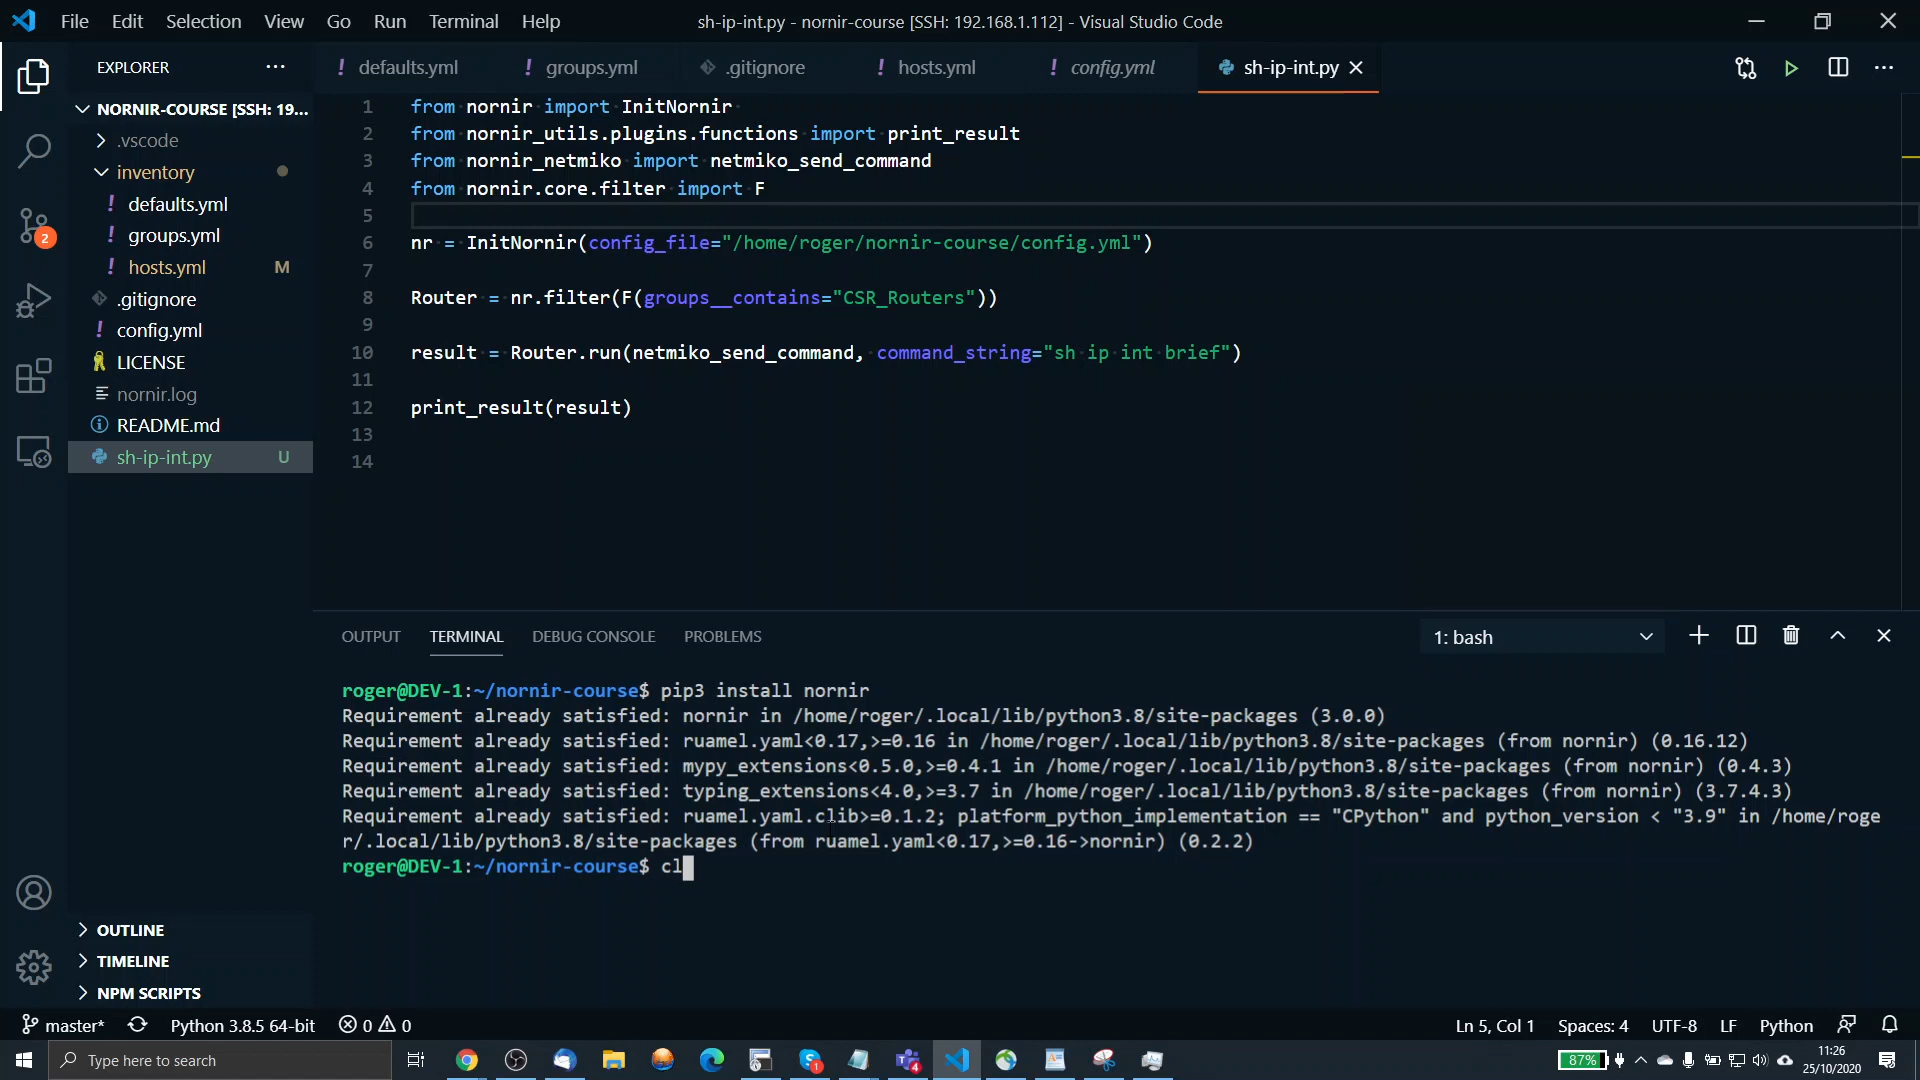 File Edit Selection View Go Run Terminal Help
sh-ip-int.py - nornir-course [SSH: 192.168.1.112] - Visual Studio Code
EXPLORER
NORNIR-COURSE [SSH: 19...
.vscode
inventory
defaults.yml
groups.yml
hosts.yml M
.gitignore
config.yml
LICENSE
nornir.log
README.md
sh-ip-int.py U
OUTLINE
TIMELINE
NPM SCRIPTS
2
defaults.yml groups.yml .gitignore hosts.yml config.yml sh-ip-int.py
1 from nornir import InitNornir
2 from nornir_utils.plugins.functions import print_result
3 from nornir_netmiko import netmiko_send_command
4 from nornir.core.filter import F
5
6 nr = InitNornir(config_file="/home/roger/nornir-course/config.yml")
7
8 Router = nr.filter(F(groups__contains="CSR_Routers"))
9
10 result = Router.run(netmiko_send_command, command_string="sh ip int brief")
11
12 print_result(result)
13
14
OUTPUT TERMINAL DEBUG CONSOLE PROBLEMS
1: bash
roger@DEV-1:~/nornir-course$ pip3 install nornir
Requirement already satisfied: nornir in /home/roger/.local/lib/python3.8/site-packages (3.0.0)
Requirement already satisfied: ruamel.yaml<0.17,>=0.16 in /home/roger/.local/lib/python3.8/site-packages (from nornir) (0.16.12)
Requirement already satisfied: mypy_extensions<0.5.0,>=0.4.1 in /home/roger/.local/lib/python3.8/site-packages (from nornir) (0.4.3)
Requirement already satisfied: typing_extensions<4.0,>=3.7 in /home/roger/.local/lib/python3.8/site-packages (from nornir) (3.7.4.3)
Requirement already satisfied: ruamel.yaml.clib>=0.1.2; platform_python_implementation == "CPython" and python_version < "3.9" in /home/roge
r/.local/lib/python3.8/site-packages (from ruamel.yaml<0.17,>=0.16->nornir) (0.2.2)
roger@DEV-1:~/nornir-course$ cl
master* Python 3.8.5 64-bit 0 0
Ln 5, Col 1 Spaces: 4 UTF-8 LF Python
Type here to search
1
4
87%
11:26
25/10/2020